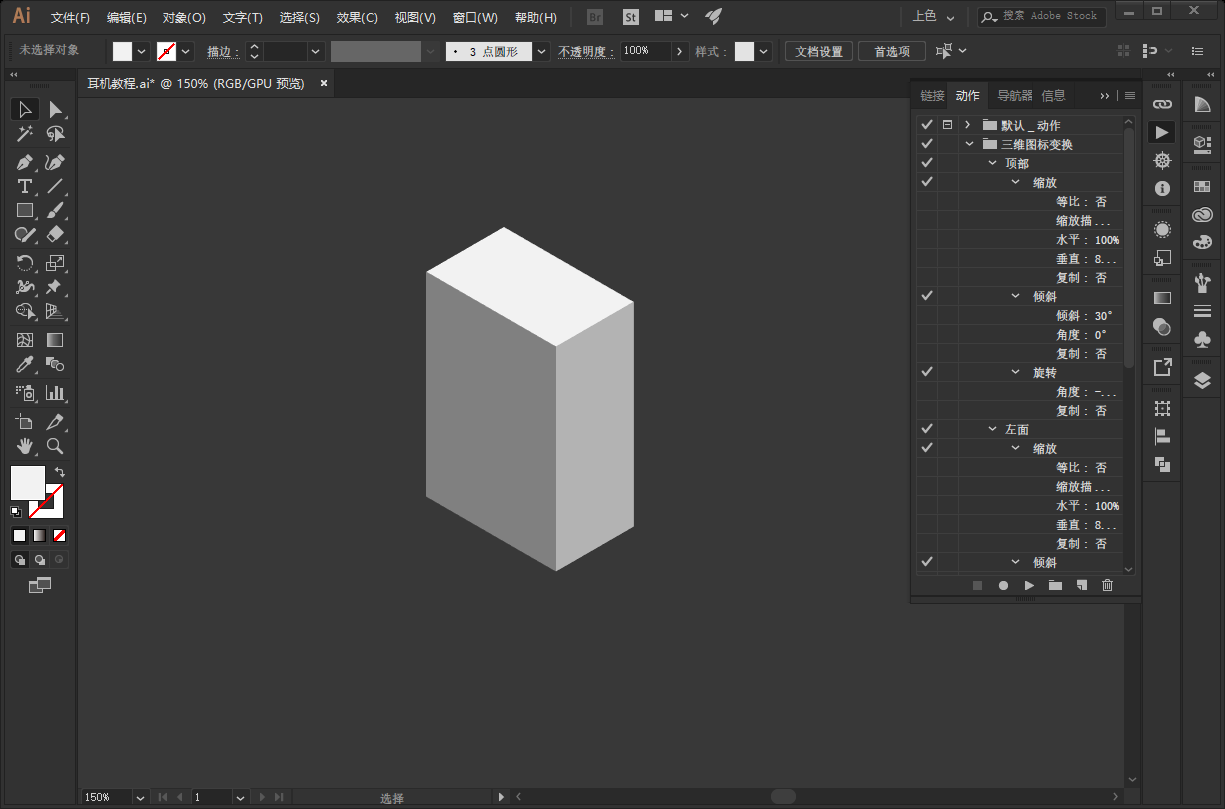 Ai 文件(F) 编辑(E) 对象(O) 文字(T) 选择(S) 效果(C) 视图(V) 窗口(W) 帮助(H) Br St 上色 搜索 Adobe Stock
未选择对象 描边： 3 点圆形 不透明度： 100% 样式： 文档设置 首选项
耳机教程.ai* @ 150% (RGB/GPU 预览) ×
链接 动作 导航器 信息
默认 _ 动作
三维图标变换
顶部
缩放
等比： 否
缩放描 ...
水平： 100%
垂直： 8...
复制： 否
倾斜
倾斜： 30°
角度： 0°
复制： 否
旋转
角度： -...
复制： 否
左面
缩放
等比： 否
缩放描 ...
水平： 100%
垂直： 8...
复制： 否
倾斜
150% 1 选择